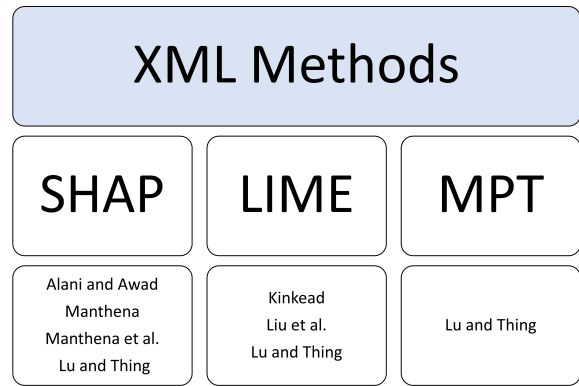 XML Methods
SHAP
LIME
MPT
Alani and Awad
Manthena
Manthena et al.
Lu and Thing
Kinkead
Liu et al.
Lu and Thing
Lu and Thing